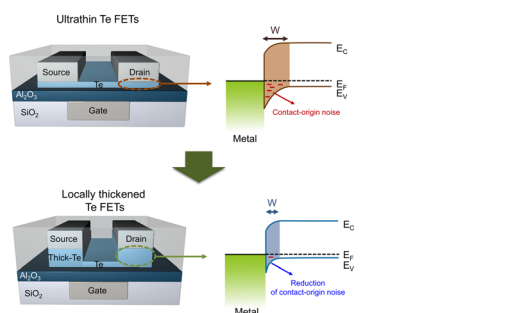 Ultrathin Te FETs
W
Source
Drain
Te
Al2O3
SiO2
Gate
EC
EF
EV
Contact-origin noise
Metal
Locally thickened
Te FETs
W
Source
Drain
Thick-Te
Te
Al2O3
SiO2
Gate
EC
EF
EV
Reduction
of contact-origin noise
Metal